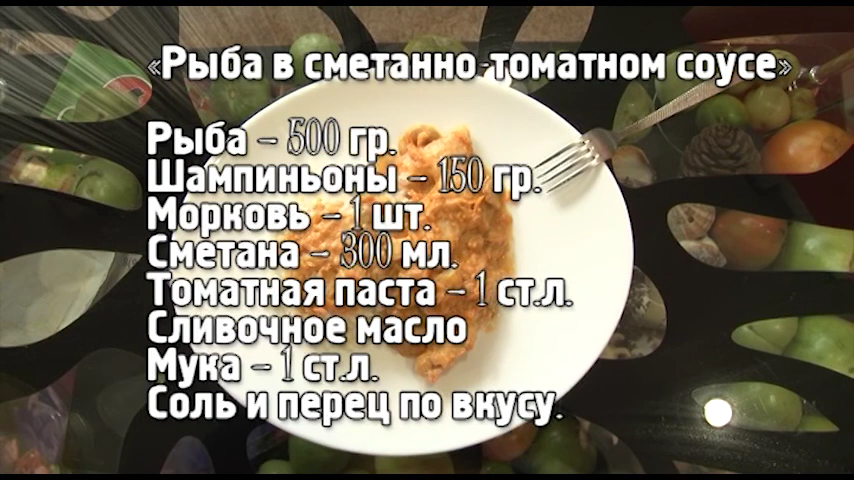 «Рыба в сметанно-томатном соусе»
Рыба – 500 гр.
Шампиньоны – 150 гр.
Морковь – 1 шт.
Сметана – 300 мл.
Томатная паста – 1 ст.л.
Сливочное масло
Мука – 1 ст.л.
Соль и перец по вкусу.